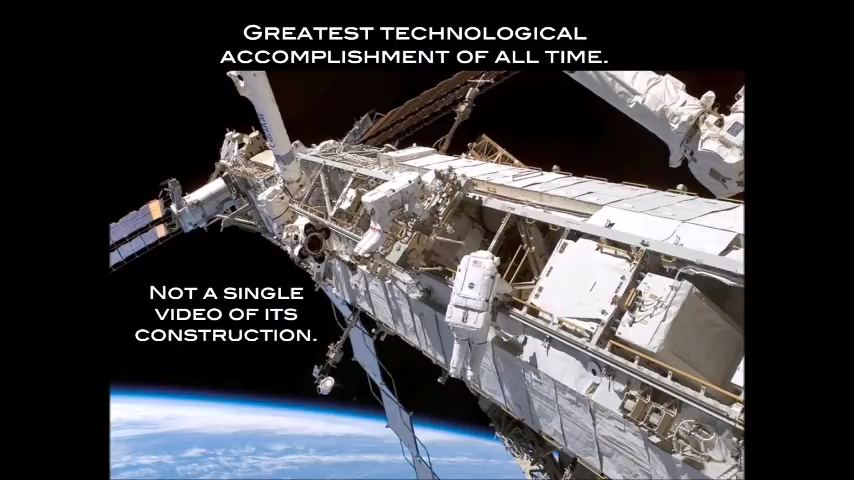 Greatest technological
accomplishment of all time.
Not a single
video of its
construction.